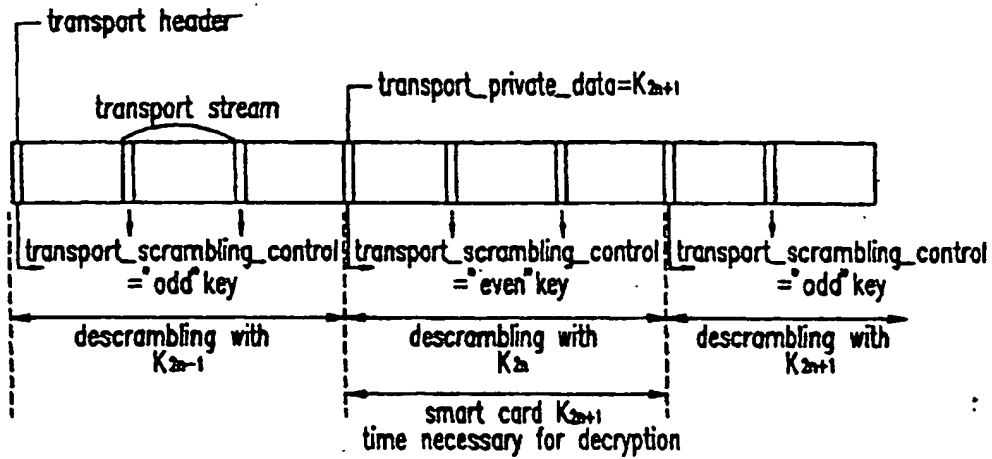 transport header
transport_private_data=K2n+1
transport stream
transport_scrambling_control
="odd"key
transport_scrambling_control
="even"key
transport_scrambling_control
="odd"key
descrambling with
K2n-1
descrambling with
K2n
descrambling with
K2n+1
smart card K2n+1
time necessary for decryption